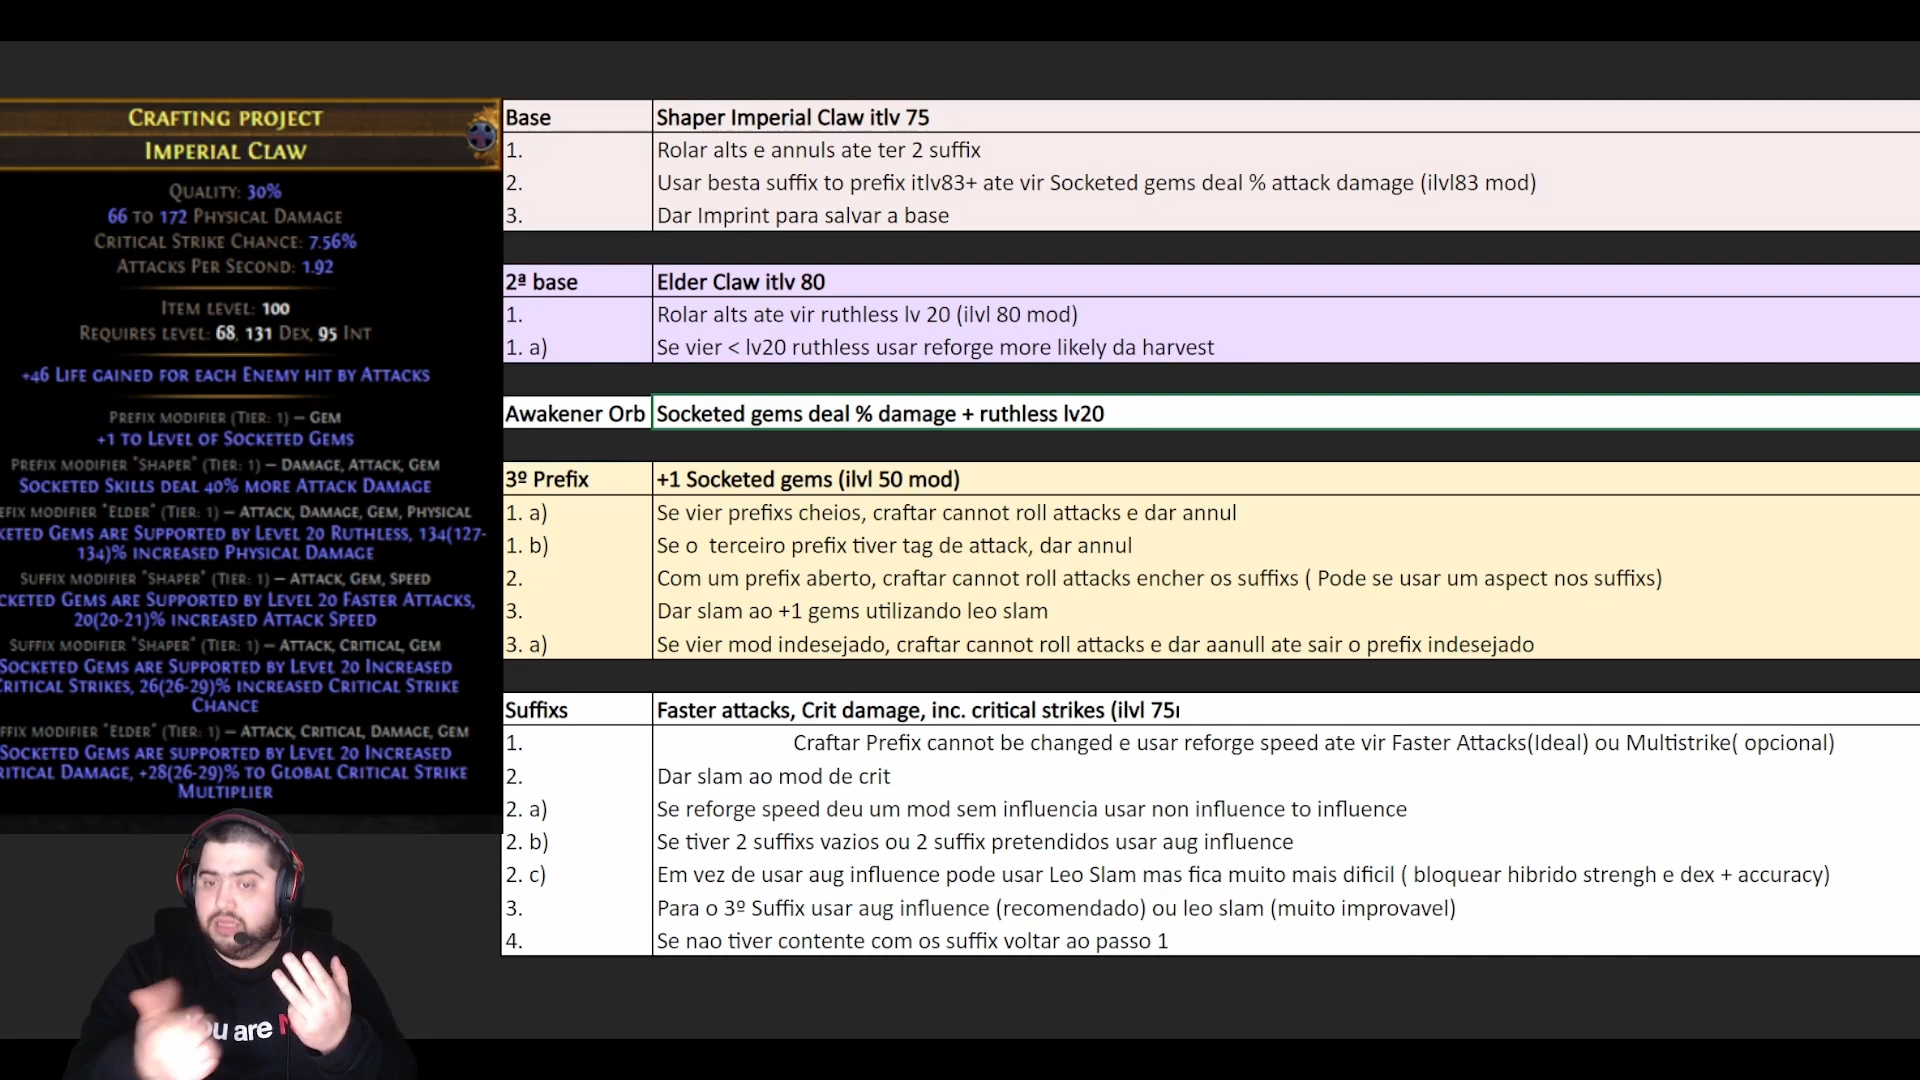 Crafting project
Imperial Claw
Quality: 30%
66 to 172 Physical Damage
Critical Strike Chance: 7.56%
Attacks Per Second: 1.92
Item Level: 100
Requires Level: 68, 131 Dex, 95 Int
+46 Life gained for each Enemy hit by Attacks
Prefix modifier (Tier: 1) — Gem
+1 to Level of Socketed Gems
Prefix modifier "Shaper" (Tier: 1) — Damage, Attack, Gem
Socketed Skills deal 40% more Attack Damage
efix modifier "Elder" (Tier: 1) — Attack, Damage, Gem, Physical
keted Gems are Supported by Level 20 Ruthless, 134(127-
134)% increased Physical Damage
Suffix modifier "Shaper" (Tier: 1) — Attack, Gem, Speed
cketed Gems are Supported by Level 20 Faster Attacks,
20(20-21)% increased Attack Speed
Suffix modifier "Shaper" (Tier: 1) — Attack, Critical, Gem
Socketed Gems are Supported by Level 20 Increased
Critical Strikes, 26(26-29)% increased Critical Strike
Chance
ffix modifier "Elder" (Tier: 1) — Attack, Critical, Damage, Gem
Socketed Gems are supported by Level 20 Increased
ritical Damage, +28(26-29)% to Global Critical Strike
Multiplier
Base Shaper Imperial Claw itlv 75
1. Rolar alts e annuls ate ter 2 suffix
2. Usar besta suffix to prefix itlv83+ ate vir Socketed gems deal % attack damage (ilvl83 mod)
3. Dar Imprint para salvar a base
2ª base Elder Claw itlv 80
1. Rolar alts ate vir ruthless lv 20 (ilvl 80 mod)
1. a) Se vier < lv20 ruthless usar reforge more likely da harvest
Awakener Orb Socketed gems deal % damage + ruthless lv20
3º Prefix +1 Socketed gems (ilvl 50 mod)
1. a) Se vier prefixs cheios, craftar cannot roll attacks e dar annul
1. b) Se o terceiro prefix tiver tag de attack, dar annul
2. Com um prefix aberto, craftar cannot roll attacks encher os suffixs ( Pode se usar um aspect nos suffixs)
3. Dar slam ao +1 gems utilizando leo slam
3. a) Se vier mod indesejado, craftar cannot roll attacks e dar aanull ate sair o prefix indesejado
Suffixs Faster attacks, Crit damage, inc. critical strikes (ilvl 75
1. Craftar Prefix cannot be changed e usar reforge speed ate vir Faster Attacks(Ideal) ou Multistrike( opcional)
2. Dar slam ao mod de crit
2. a) Se reforge speed deu um mod sem influencia usar non influence to influence
2. b) Se tiver 2 suffixs vazios ou 2 suffix pretendidos usar aug influence
2. c) Em vez de usar aug influence pode usar Leo Slam mas fica muito mais dificil ( bloquear hibrido strengh e dex + accuracy)
3. Para o 3º Suffix usar aug influence (recomendado) ou leo slam (muito improvavel)
4. Se nao tiver contente com os suffix voltar ao passo 1
ou are